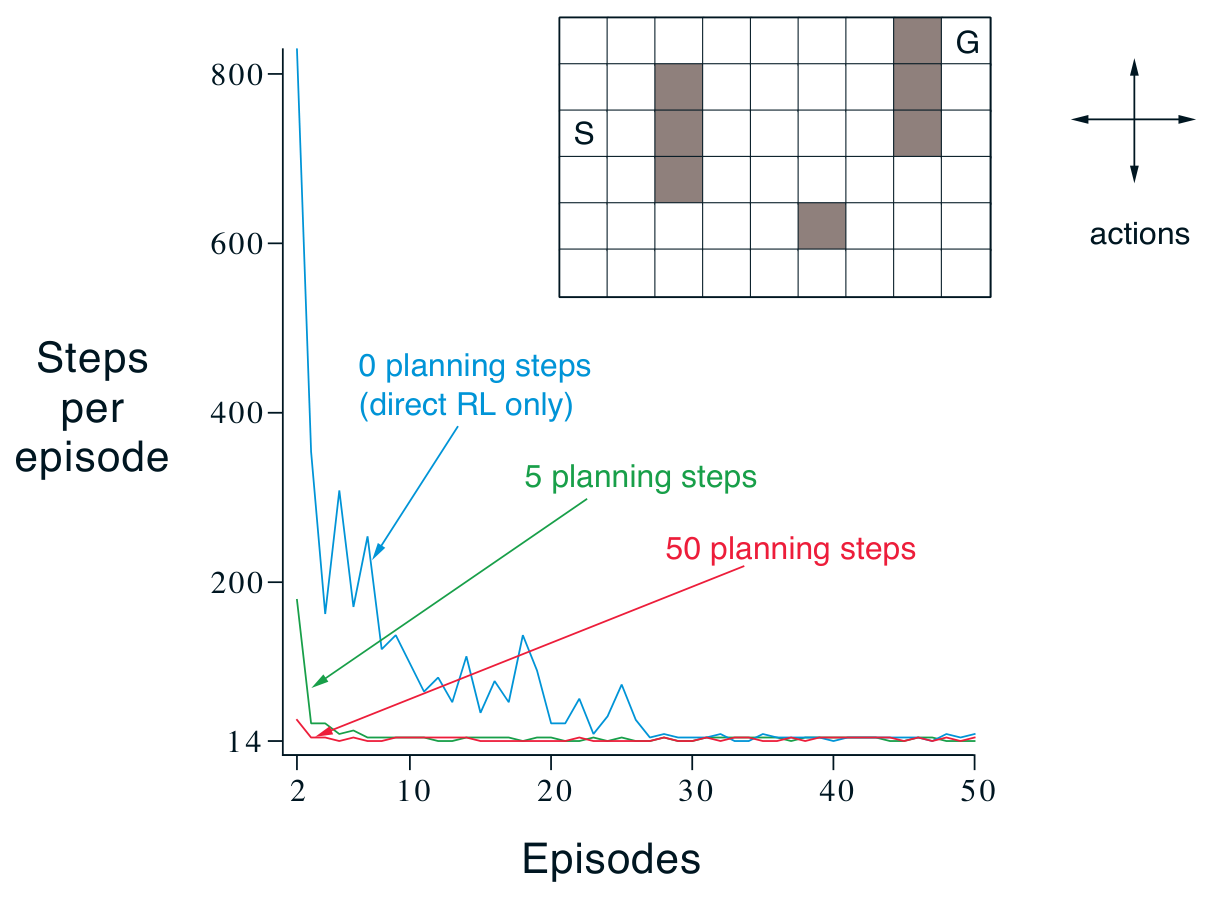 G
S
actions
800
600
400
200
14
Steps
per
episode
0 planning steps
(direct RL only)
5 planning steps
50 planning steps
2 10 20 30 40 50
Episodes